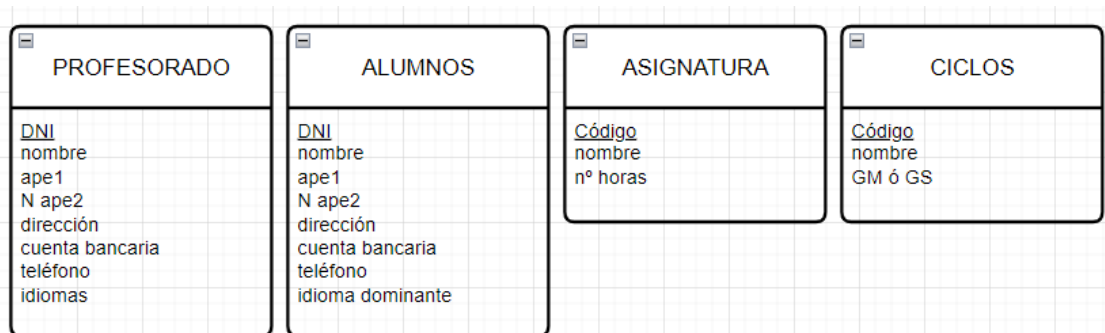 PROFESORADO
DNI
nombre
ape1
N ape2
dirección
cuenta bancaria
teléfono
idiomas
ALUMNOS
DNI
nombre
ape1
N ape2
dirección
cuenta bancaria
teléfono
idioma dominante
ASIGNATURA
Código
nombre
nº horas
CICLOS
Código
nombre
GM ó GS